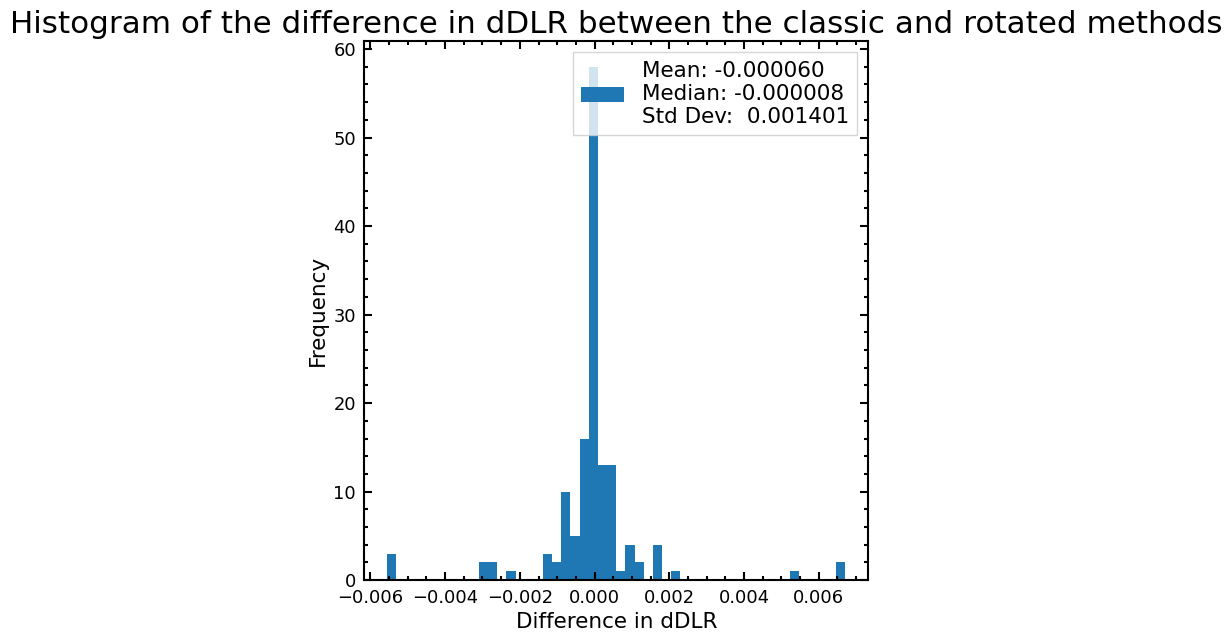 Histogram of the difference in dDLR between the classic and rotated methods
Mean: -0.000060
Median: -0.000008
Std Dev:  0.001401
60
50
40
30
20
10
0
Frequency
−0.006 −0.004 −0.002 0.000 0.002 0.004 0.006
Difference in dDLR